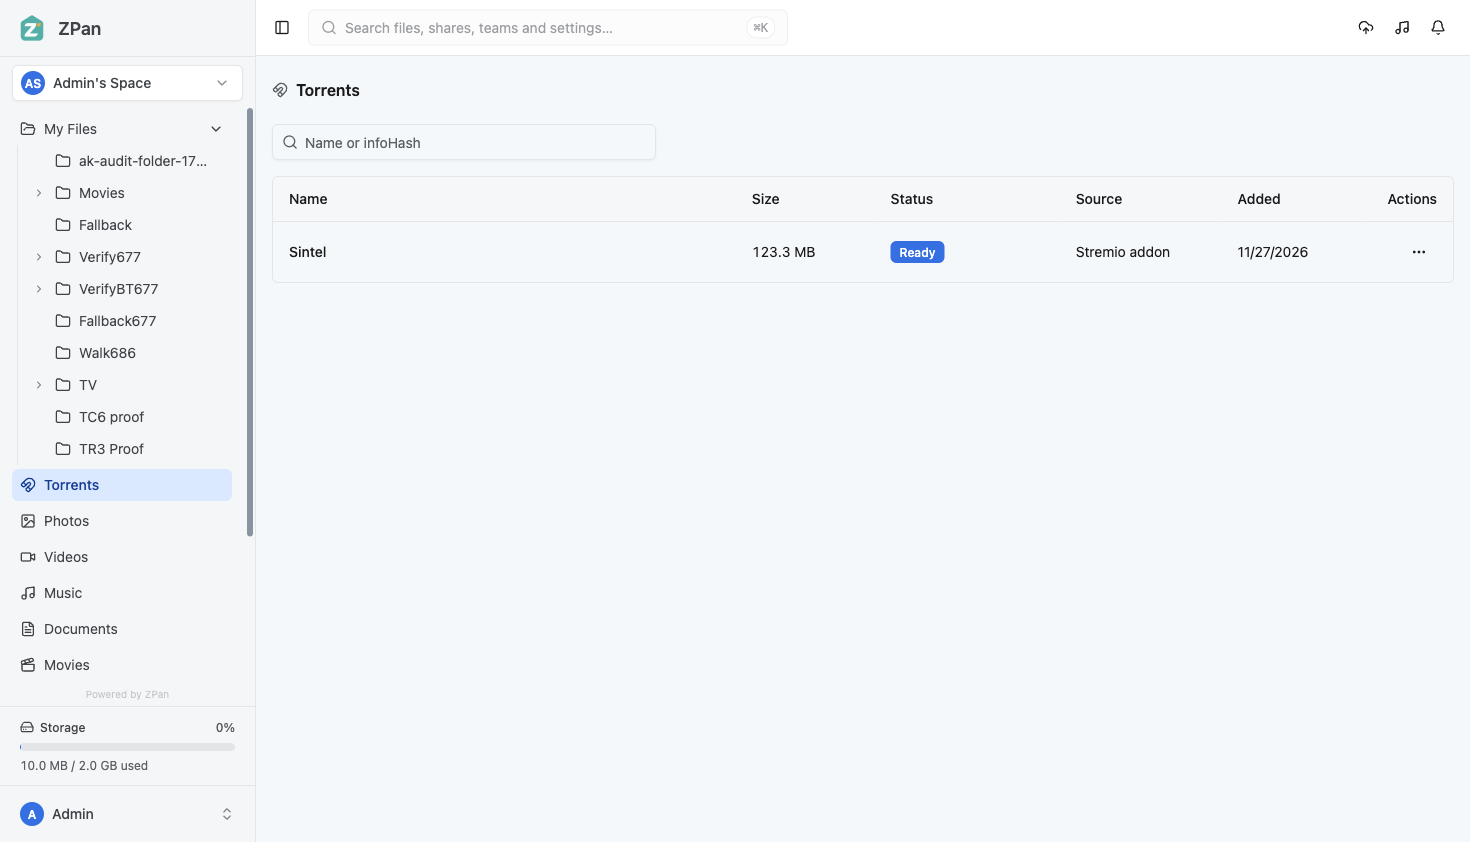 ZPan
Search files, shares, teams and settings...
⌘K
AS
Admin's Space
My Files
ak-audit-folder-17...
Movies
Fallback
Verify677
VerifyBT677
Fallback677
Walk686
TV
TC6 proof
TR3 Proof
Torrents
Photos
Videos
Music
Documents
Movies
Powered by ZPan
Storage 0%
10.0 MB / 2.0 GB used
A
Admin
Torrents
Name or infoHash
Name Size Status Source Added Actions
Sintel 123.3 MB Ready Stremio addon 11/27/2026